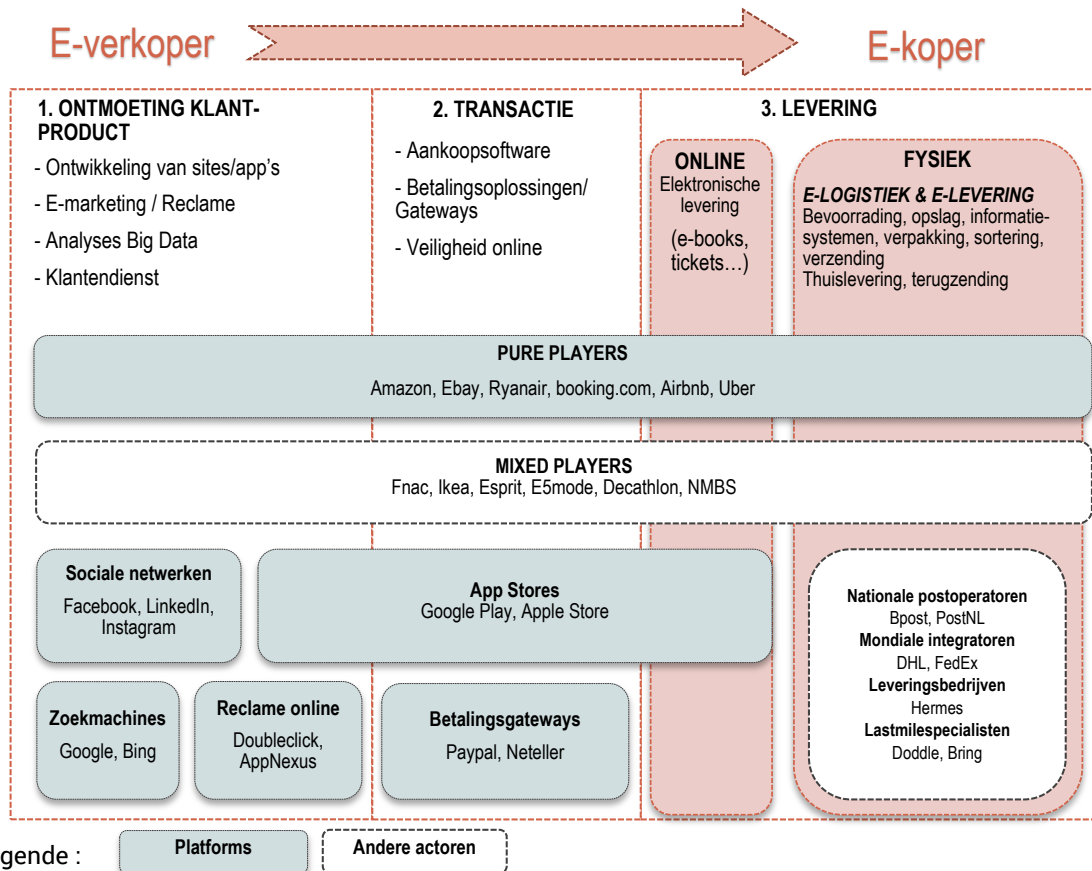 E-verkoper
E-koper
1. ONTMOETING KLANT-
PRODUCT
- Ontwikkeling van sites/app's
- E-marketing / Reclame
- Analyses Big Data
- Klantendienst
2. TRANSACTIE
- Aankoopsoftware
- Betalingsoplossingen/
Gateways
- Veiligheid online
3. LEVERING
ONLINE
Elektronische
levering
(e-books,
tickets…)
FYSIEK
E-LOGISTIEK & E-LEVERING
Bevoorrading, opslag, informatie-
systemen, verpakking, sortering,
verzending
Thuislevering, terugzending
PURE PLAYERS
Amazon, Ebay, Ryanair, booking.com, Airbnb, Uber
MIXED PLAYERS
Fnac, Ikea, Esprit, E5mode, Decathlon, NMBS
Sociale netwerken
Facebook, LinkedIn,
Instagram
App Stores
Google Play, Apple Store
Zoekmachines
Google, Bing
Reclame online
Doubleclick,
AppNexus
Betalingsgateways
Paypal, Neteller
Nationale postoperatoren
Bpost, PostNL
Mondiale integratoren
DHL, FedEx
Leveringsbedrijven
Hermes
Lastmilespecialisten
Doddle, Bring
gende :
Platforms
Andere actoren